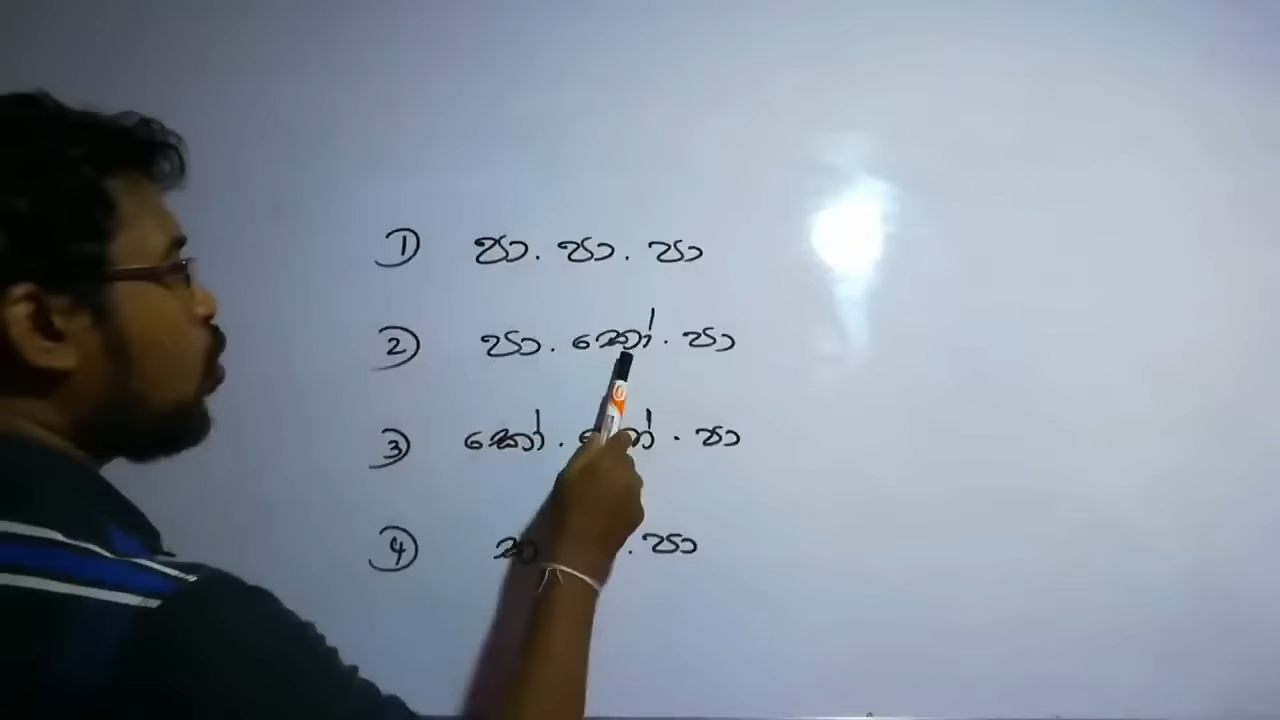 ① පා . පා . පා
② පා . කෝ . පා
③ කෝ . කෝ . පා
④ . පා